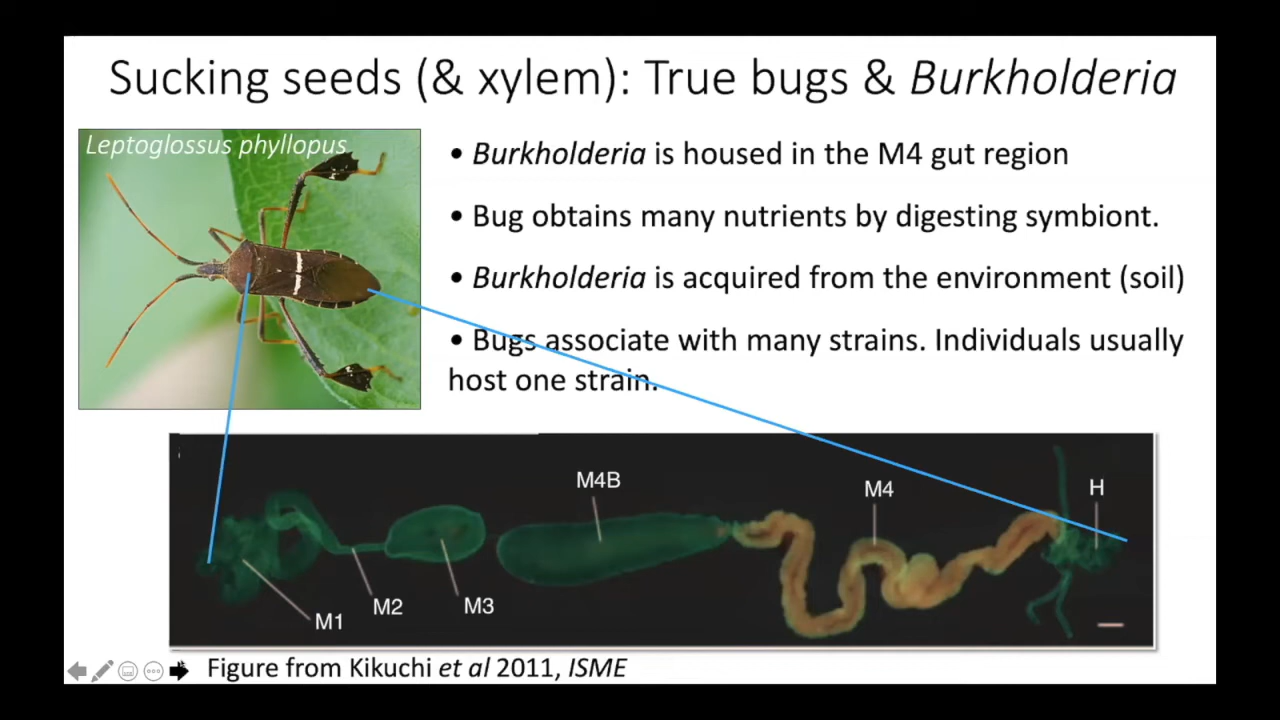 Sucking seeds (& xylem): True bugs & Burkholderia
Leptoglossus phyllopus
• Burkholderia is housed in the M4 gut region
• Bug obtains many nutrients by digesting symbiont.
• Burkholderia is acquired from the environment (soil)
• Bugs associate with many strains. Individuals usually
host one strain.
M4B
M4
H
M1
M2
M3
Figure from Kikuchi et al 2011, ISME